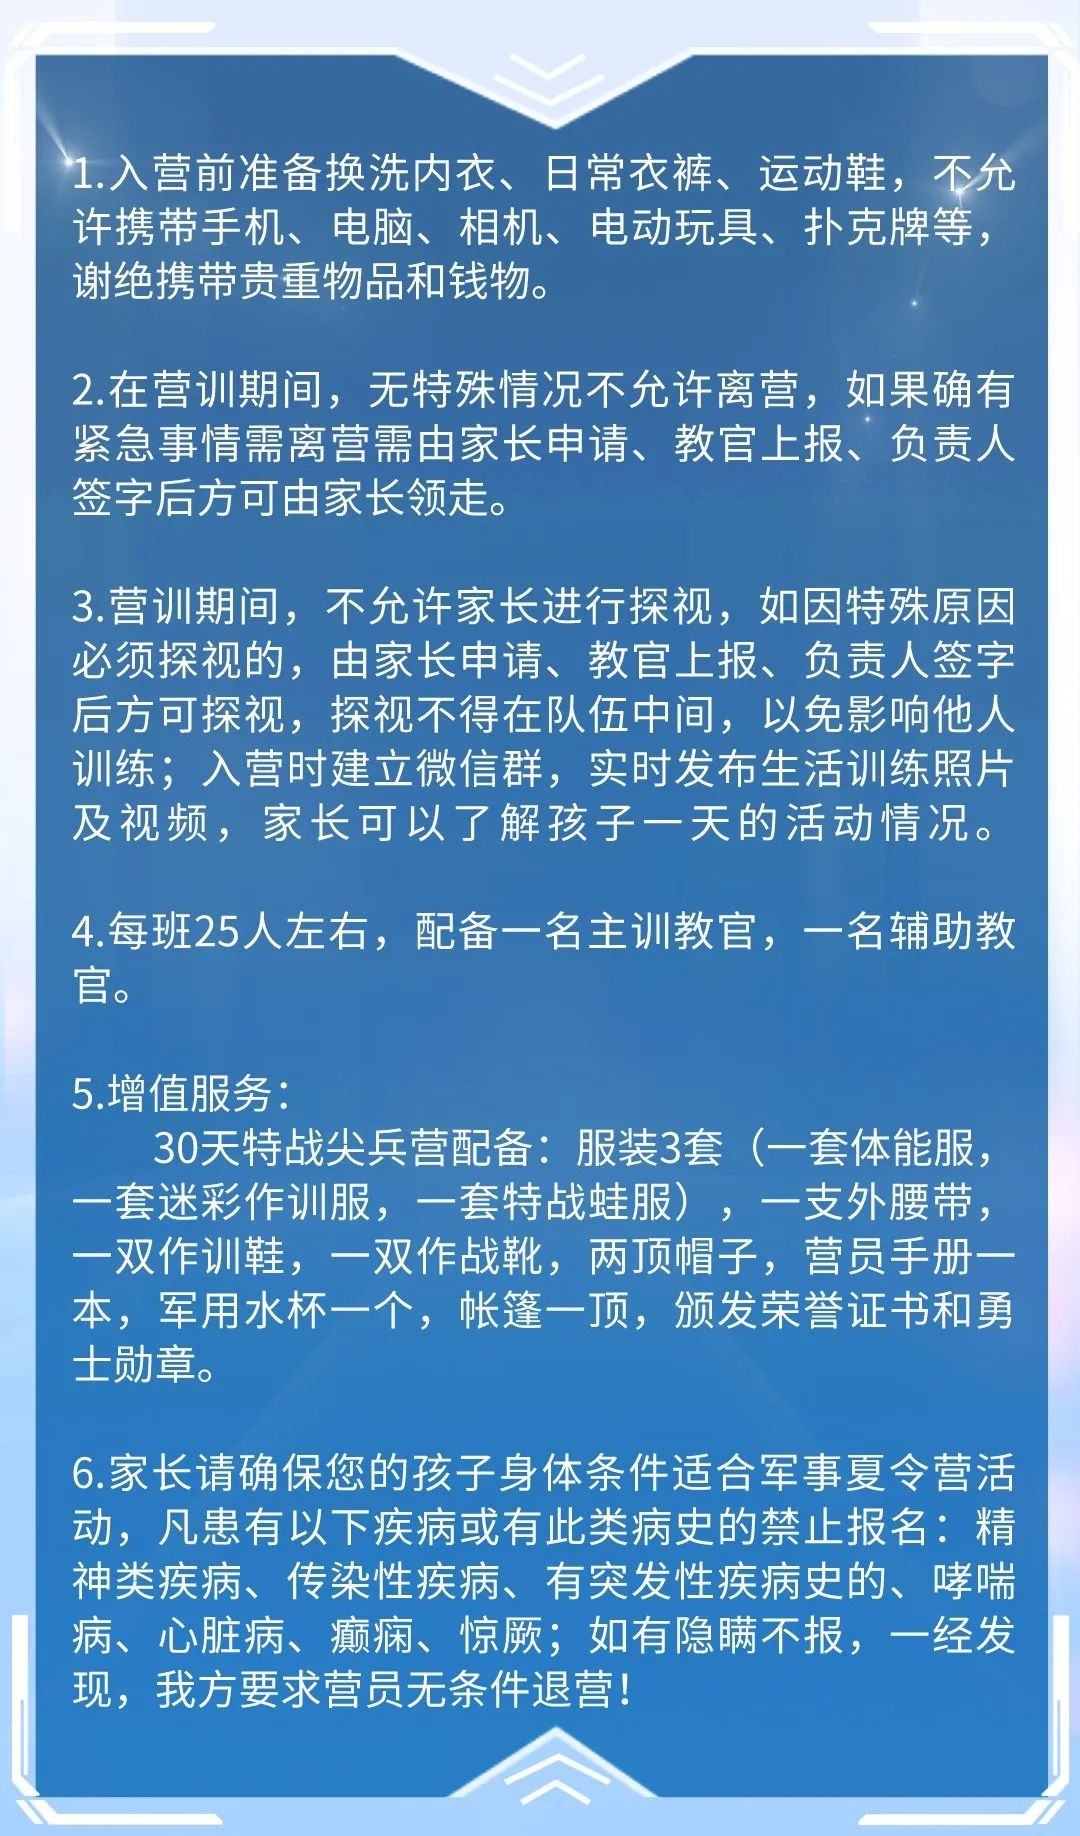 1.入营前准备换洗内衣、日常衣裤、运动鞋，不允
许携带手机、电脑、相机、电动玩具、扑克牌等，
谢绝携带贵重物品和钱物。
2.在营训期间，无特殊情况不允许离营，如果确有
紧急事情需离营需由家长申请、教官上报、负责人
签字后方可由家长领走。
3.营训期间，不允许家长进行探视，如因特殊原因
必须探视的，由家长申请、教官上报、负责人签字
后方可探视，探视不得在队伍中间，以免影响他人
训练；入营时建立微信群，实时发布生活训练照片
及视频，家长可以了解孩子一天的活动情况。
4.每班25人左右，配备一名主训教官，一名辅助教
官。
5.增值服务：
30天特战尖兵营配备：服装3套（一套体能服，
一套迷彩作训服，一套特战蛙服），一支外腰带，
一双作训鞋，一双作战靴，两顶帽子，营员手册一
本，军用水杯一个，帐篷一顶，颁发荣誉证书和勇
士勋章。
6.家长请确保您的孩子身体条件适合军事夏令营活
动，凡患有以下疾病或有此类病史的禁止报名：精
神类疾病、传染性疾病、有突发性疾病史的、哮喘
病、心脏病、癫痫、惊厥；如有隐瞒不报，一经发
现，我方要求营员无条件退营！